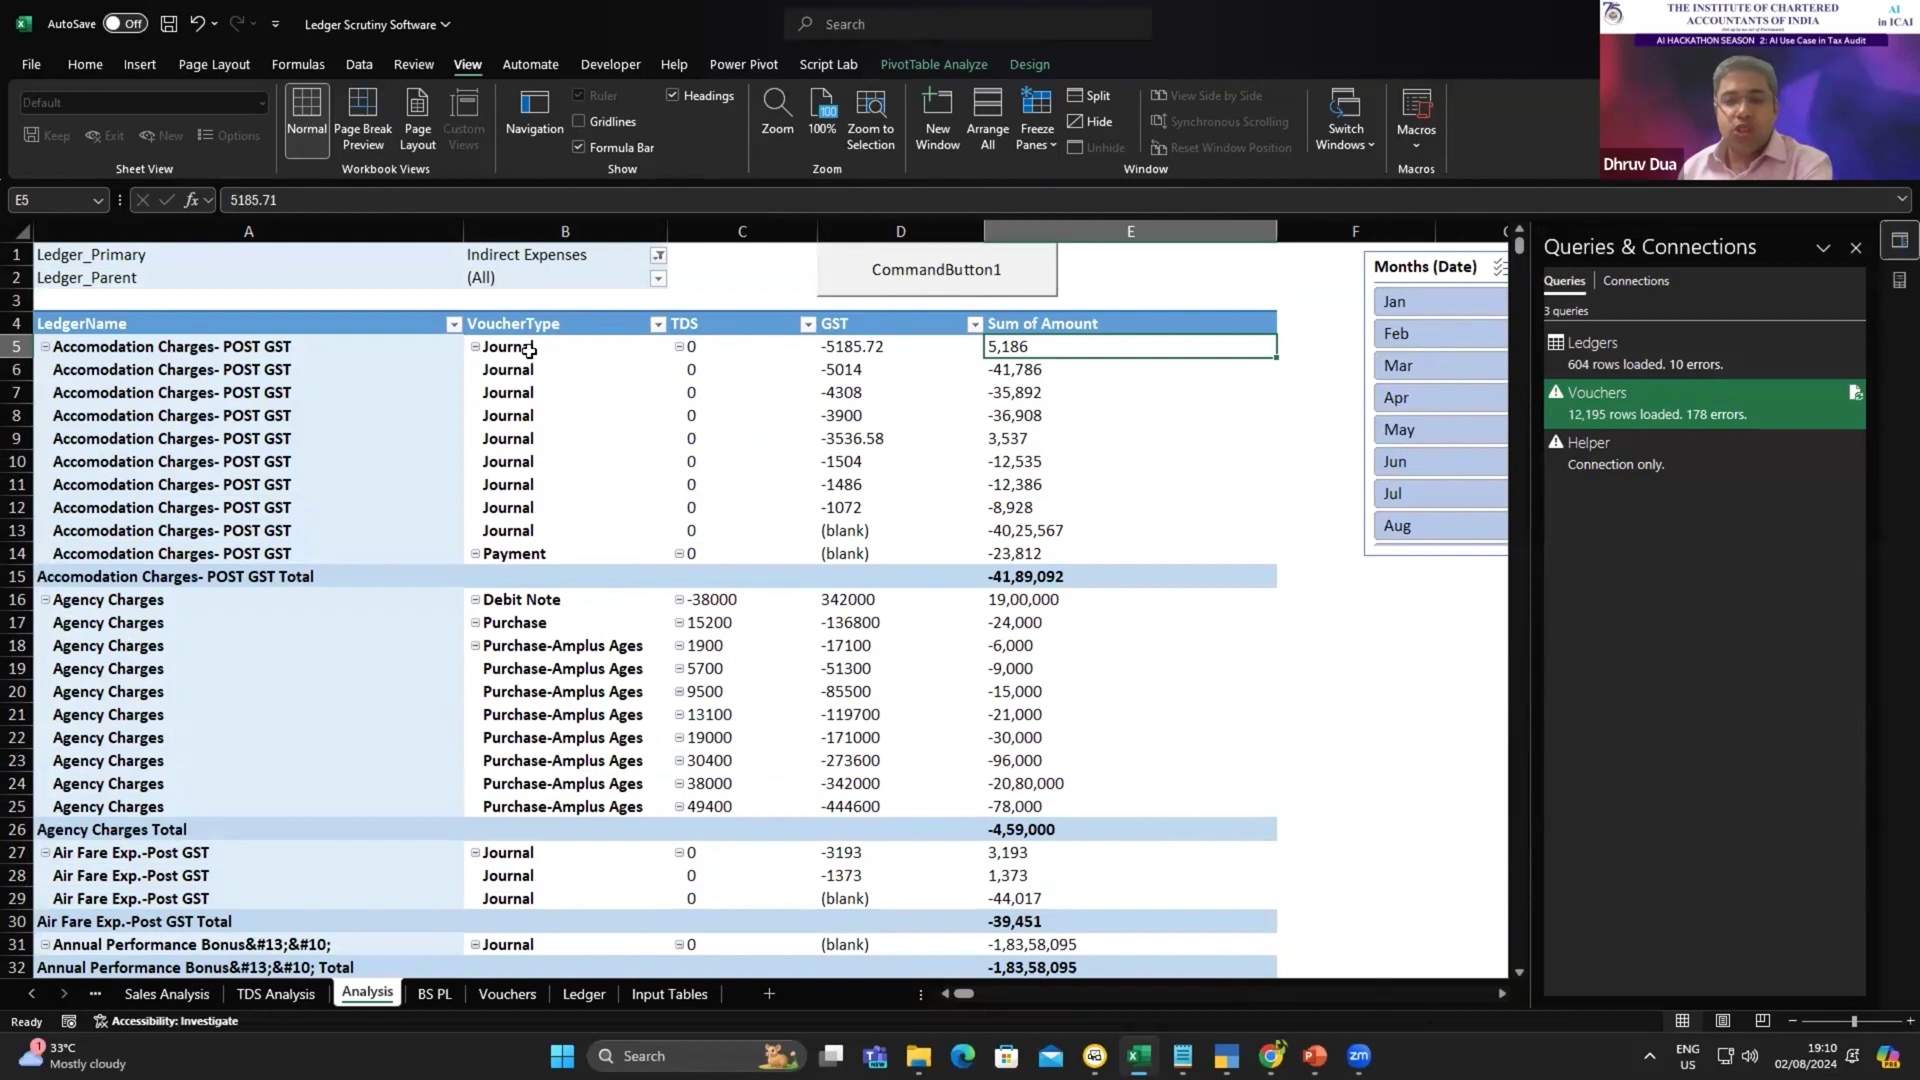 AutoSave Off Ledger Scrutiny Software Search
THE INSTITUTE OF CHARTERED
ACCOUNTANTS OF INDIA
AI
in ICAI
AI HACKATHON SEASON 2: AI Use Case in Tax Audit
Dhruv Dua
File Home Insert Page Layout Formulas Data Review View Automate Developer Help Power Pivot Script Lab PivotTable Analyze Design
Default
Keep Exit New Options
Sheet View
Normal Page Break Preview Page Layout Custom Views
Workbook Views
Navigation Ruler Gridlines Formula Bar Headings
Show
Zoom 100% Zoom to Selection
Zoom
New Window Arrange All Freeze Panes Split Hide Unhide View Side by Side Synchronous Scrolling Reset Window Position Switch Windows
Window
Macros
Macros
E5 fx 5185.71
A B C D E F
1 Ledger_Primary Indirect Expenses
2 Ledger_Parent (All)
CommandButton1
3
4 LedgerName VoucherType TDS GST Sum of Amount
5 Accomodation Charges- POST GST Journal 0 -5185.72 5,186
6 Accomodation Charges- POST GST Journal 0 -5014 -41,786
7 Accomodation Charges- POST GST Journal 0 -4308 -35,892
8 Accomodation Charges- POST GST Journal 0 -3900 -36,908
9 Accomodation Charges- POST GST Journal 0 -3536.58 3,537
10 Accomodation Charges- POST GST Journal 0 -1504 -12,535
11 Accomodation Charges- POST GST Journal 0 -1486 -12,386
12 Accomodation Charges- POST GST Journal 0 -1072 -8,928
13 Accomodation Charges- POST GST Journal 0 (blank) -40,25,567
14 Accomodation Charges- POST GST Payment 0 (blank) -23,812
15 Accomodation Charges- POST GST Total -41,89,092
16 Agency Charges Debit Note -38000 342000 19,00,000
17 Agency Charges Purchase 15200 -136800 -24,000
18 Agency Charges Purchase-Amplus Ages 1900 -17100 -6,000
19 Agency Charges Purchase-Amplus Ages 5700 -51300 -9,000
20 Agency Charges Purchase-Amplus Ages 9500 -85500 -15,000
21 Agency Charges Purchase-Amplus Ages 13100 -119700 -21,000
22 Agency Charges Purchase-Amplus Ages 19000 -171000 -30,000
23 Agency Charges Purchase-Amplus Ages 30400 -273600 -96,000
24 Agency Charges Purchase-Amplus Ages 38000 -342000 -20,80,000
25 Agency Charges Purchase-Amplus Ages 49400 -444600 -78,000
26 Agency Charges Total -4,59,000
27 Air Fare Exp.-Post GST Journal 0 -3193 3,193
28 Air Fare Exp.-Post GST Journal 0 -1373 1,373
29 Air Fare Exp.-Post GST Journal 0 (blank) -44,017
30 Air Fare Exp.-Post GST Total -39,451
31 Annual Performance Bonus&#13;&#10; Journal 0 (blank) -1,83,58,095
32 Annual Performance Bonus&#13;&#10; Total -1,83,58,095
Months (Date)
Jan
Feb
Mar
Apr
May
Jun
Jul
Aug
Queries & Connections
Queries Connections
3 queries
Ledgers
604 rows loaded. 10 errors.
Vouchers
12,195 rows loaded. 178 errors.
Helper
Connection only.
Sales Analysis TDS Analysis Analysis BS PL Vouchers Ledger Input Tables
Ready Accessibility: Investigate
33°C
Mostly cloudy
Search
zm
ENG
US
19:10
02/08/2024